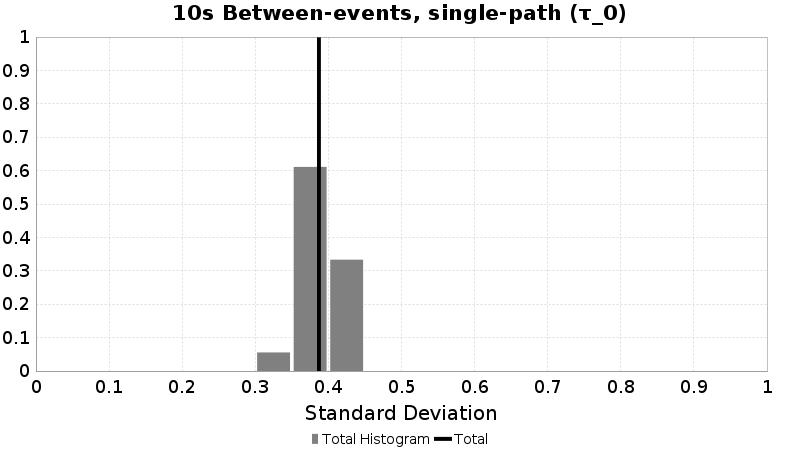 10s Between-events, single-path (τ_0)
1
0.9
0.8
0.7
0.6
0.5
0.4
0.3
0.2
0.1
0
0 0.1 0.2 0.3 0.4 0.5 0.6 0.7 0.8 0.9 1
Standard Deviation
Total Histogram Total